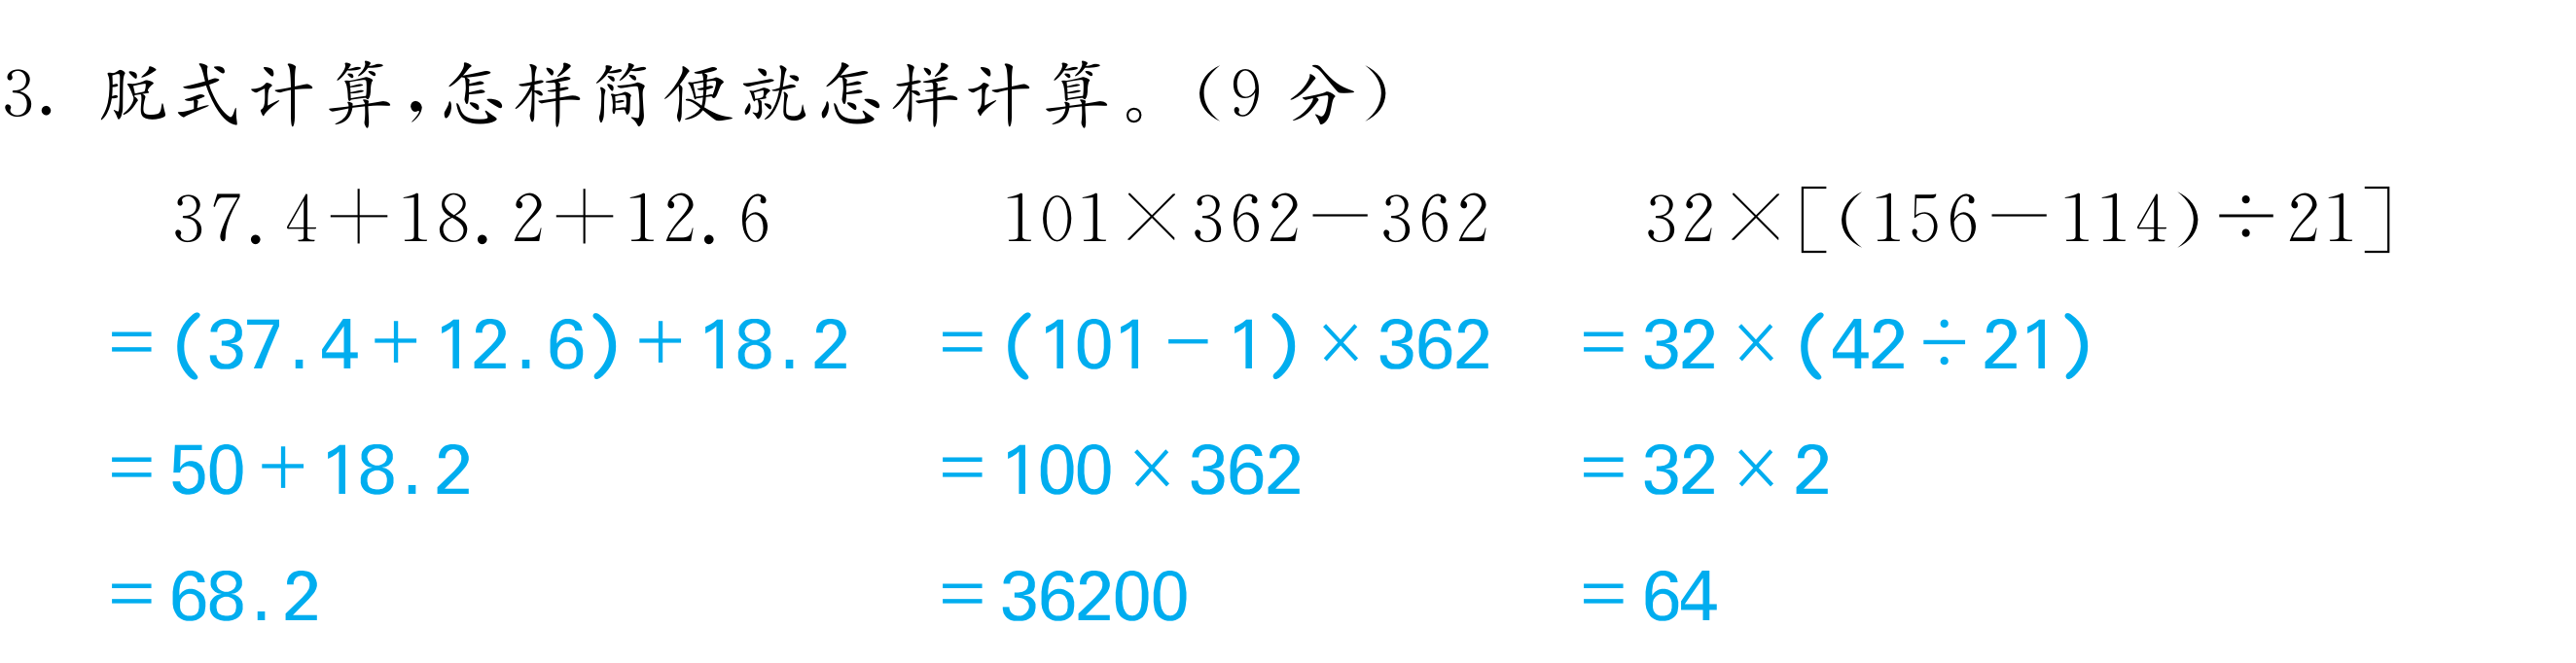 3. 脱式计算,怎样简便就怎样计算。(9 分)
37.4+18.2+12.6 101×362-362 32×[(156-114)÷21]
=(37.4+12.6)+18.2 =(101-1)×362 =32×(42÷21)
=50+18.2 =100×362 =32×2
=68.2 =36200 =64